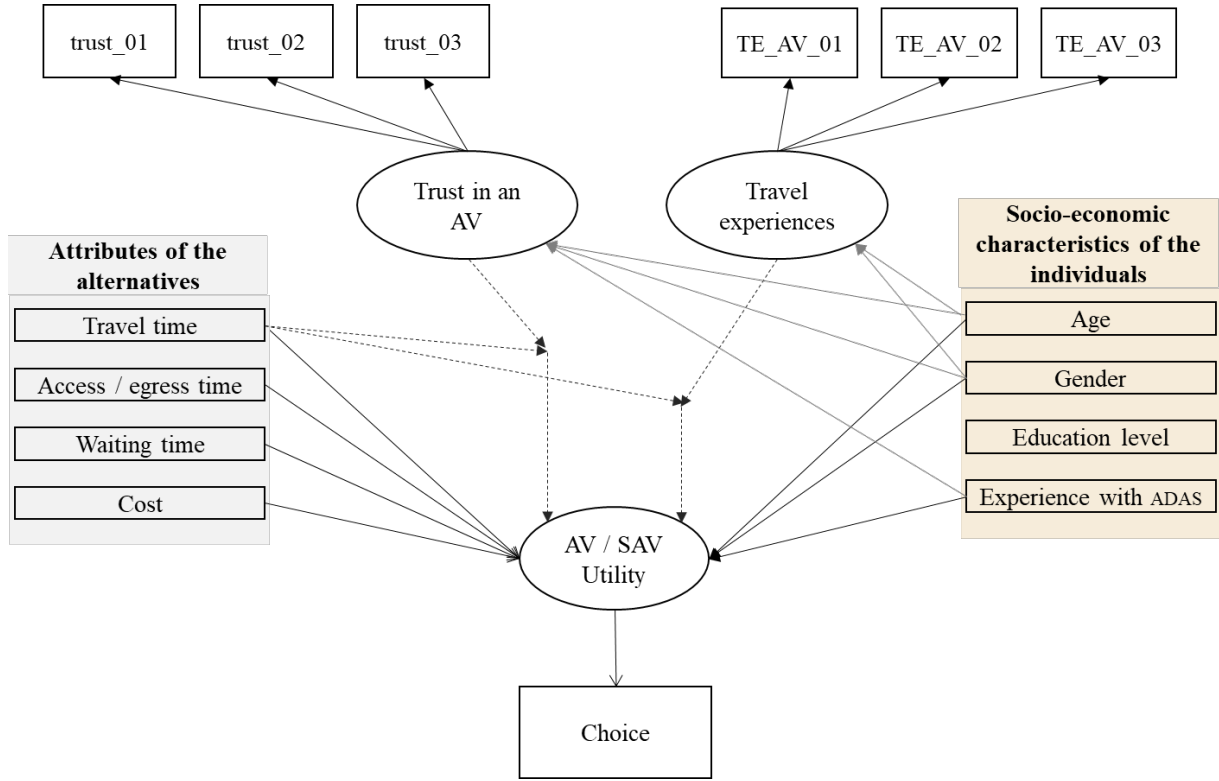 trust_01
trust_02
trust_03
TE_AV_01
TE_AV_02
TE_AV_03
Trust in an
AV
Travel
experiences
Attributes of the
alternatives
Travel time
Access / egress time
Waiting time
Cost
Socio-economic
characteristics of the
individuals
Age
Gender
Education level
Experience with ADAS
AV / SAV
Utility
Choice